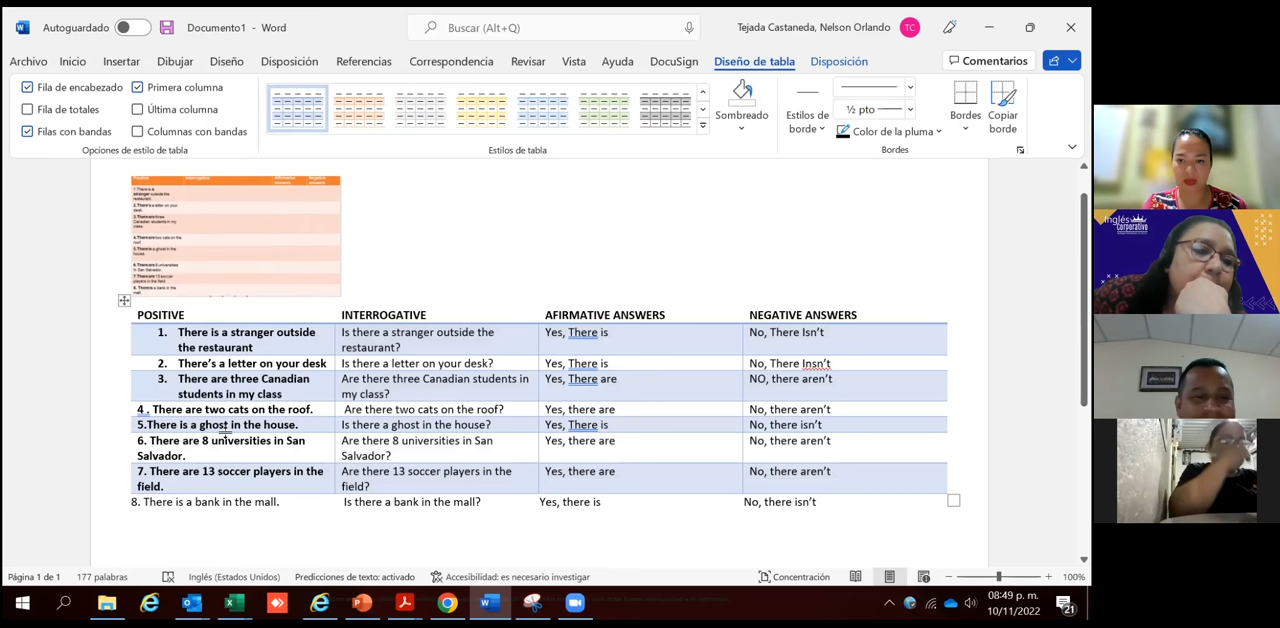 Autoguardado
Documento1 - Word
Buscar (Alt+Q)
Tejada Castaneda, Nelson Orlando
TC
Archivo Inicio Insertar Dibujar Diseño Disposición Referencias Correspondencia Revisar Vista Ayuda DocuSign Diseño de tabla Disposición
Comentarios
Fila de encabezado Primera columna
Fila de totales Última columna
Filas con bandas Columnas con bandas
Opciones de estilo de tabla
Estilos de tabla
Sombreado
Estilos de borde
½ pto
Color de la pluma
Bordes
Copiar borde
Bordes
Inglés Corporativo
POSITIVE INTERROGATIVE AFIRMATIVE ANSWERS NEGATIVE ANSWERS
1. There is a stranger outside Is there a stranger outside the Yes, There is No, There Isn't
the restaurant restaurant?
2. There's a letter on your desk Is there a letter on your desk? Yes, There is No, There Insn't
3. There are three Canadian Are there three Canadian students in Yes, There are NO, there aren't
students in my class my class?
4 . There are two cats on the roof. Are there two cats on the roof? Yes, there are No, there aren't
5.There is a ghost in the house. Is there a ghost in the house? Yes, There is No, there isn't
6. There are 8 universities in San Are there 8 universities in San Yes, there are No, there aren't
Salvador. Salvador?
7. There are 13 soccer players in the Are there 13 soccer players in the Yes, there are No, there aren't
field. field?
8. There is a bank in the mall. Is there a bank in the mall? Yes, there is No, there isn't
Página 1 de 1 177 palabras Inglés (Estados Unidos) Predicciones de texto: activado Accesibilidad: es necesario investigar Concentración 100%
08:49 p. m.
10/11/2022
21